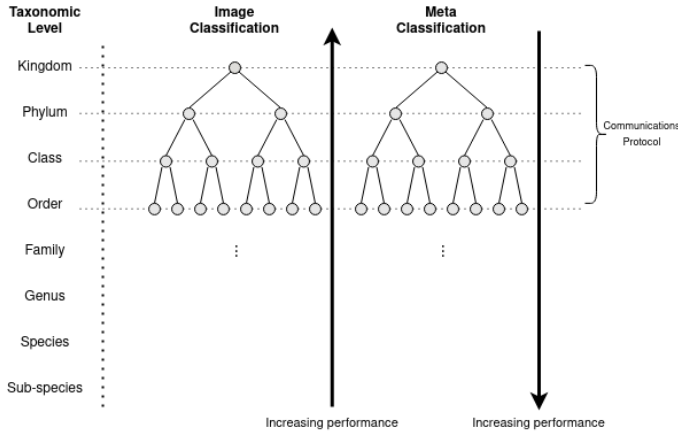 Taxonomic
Level
Image
Classification
Meta
Classification
Kingdom
Phylum
Communications
Protocol
Class
Order
Family
Genus
Species
Sub-species
Increasing performance
Increasing performance